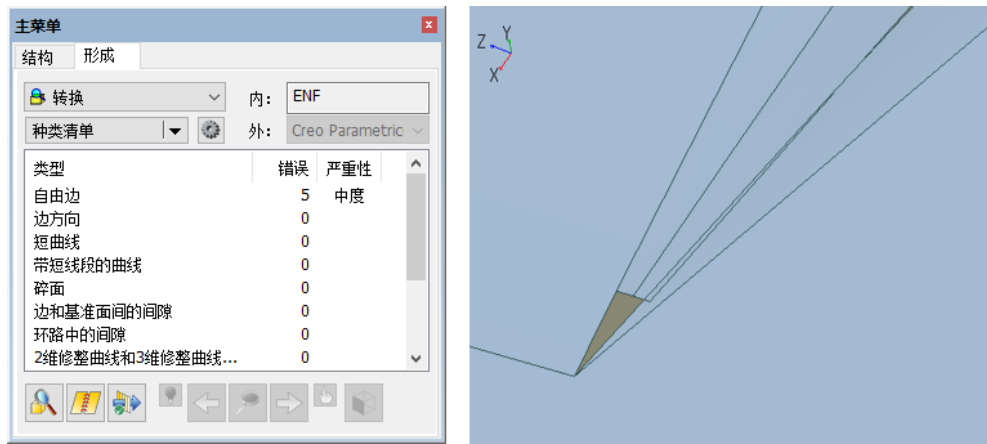 主菜单
结构 形成
转换 内: ENF
种类清单 外: Creo Parametric
类型 错误 严重性
自由边 5 中度
边方向 0
短曲线 0
带短线段的曲线 0
碎面 0
边和基准面间的间隙 0
环路中的间隙 0
2维修整曲线和3维修整曲线... 0
Z Y
X